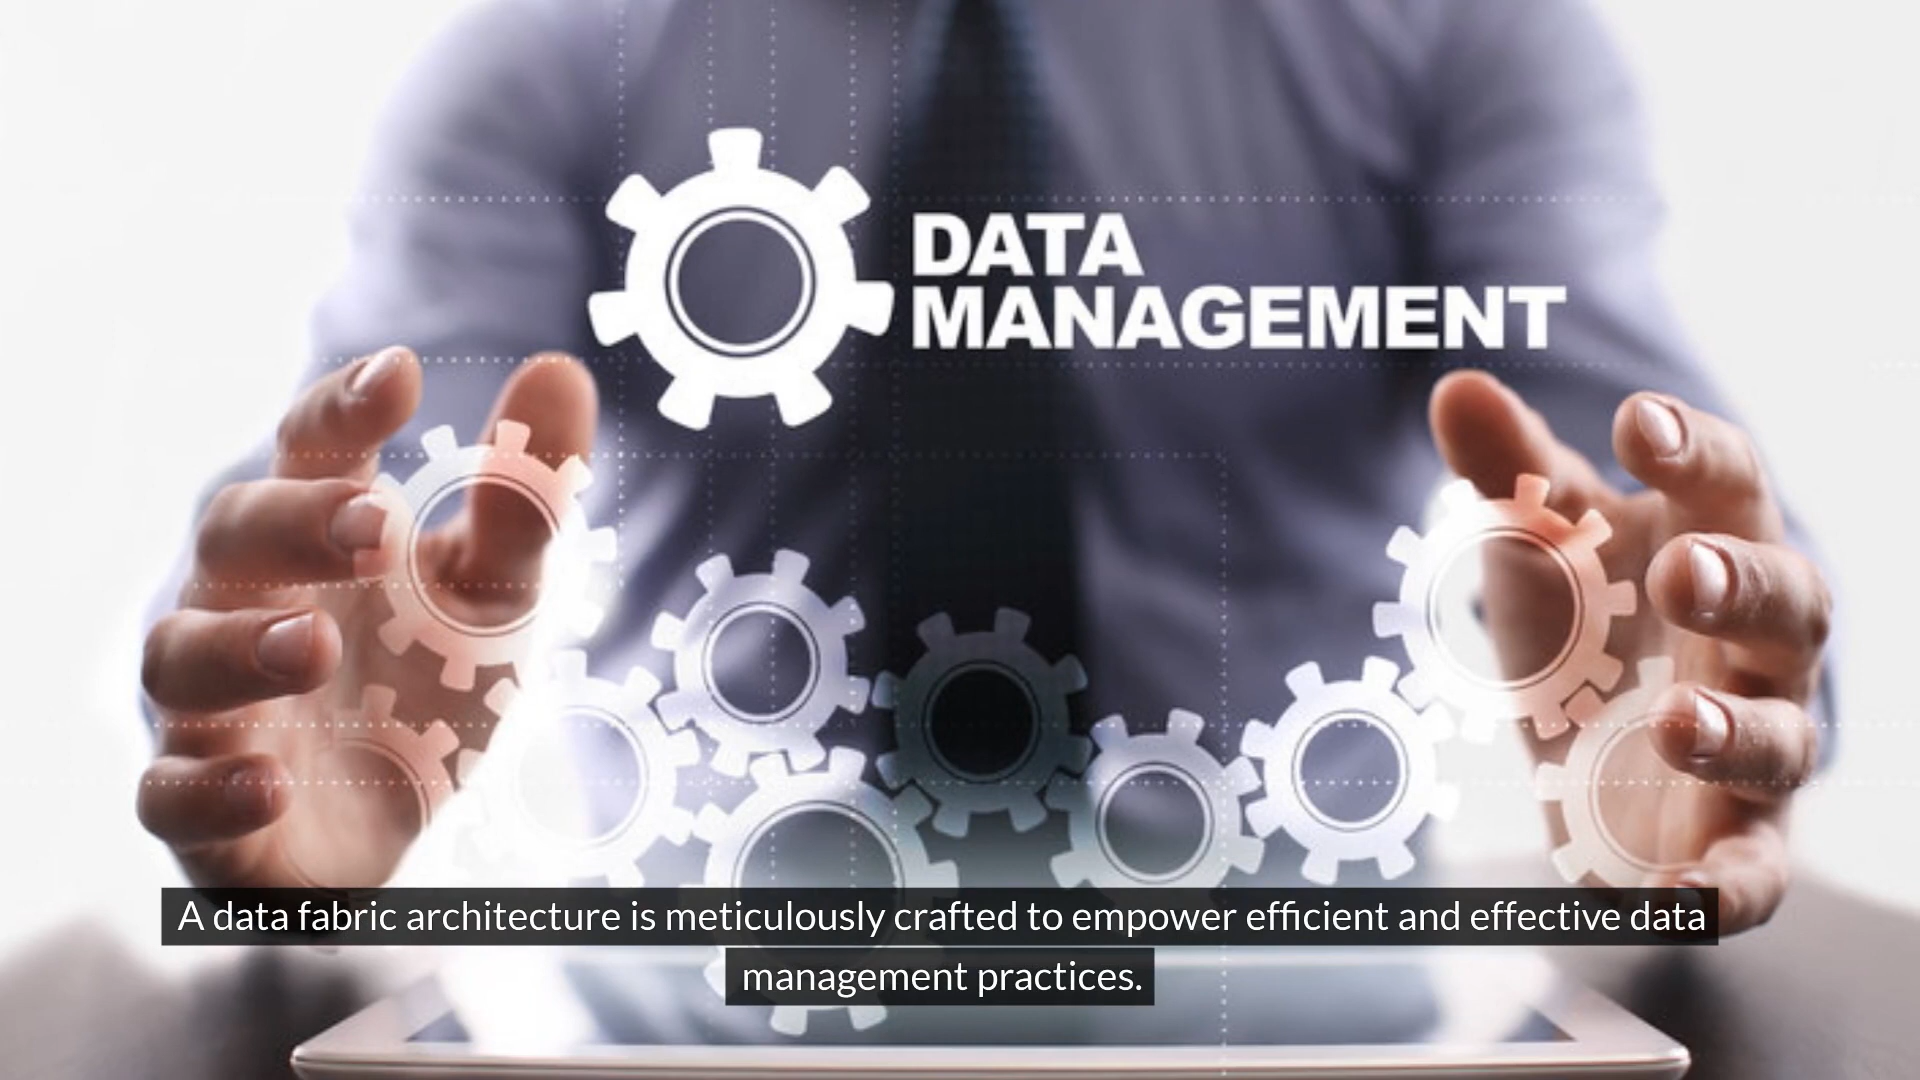 DATA
MANAGEMENT
A data fabric architecture is meticulously crafted to empower efficient and effective data
management practices.